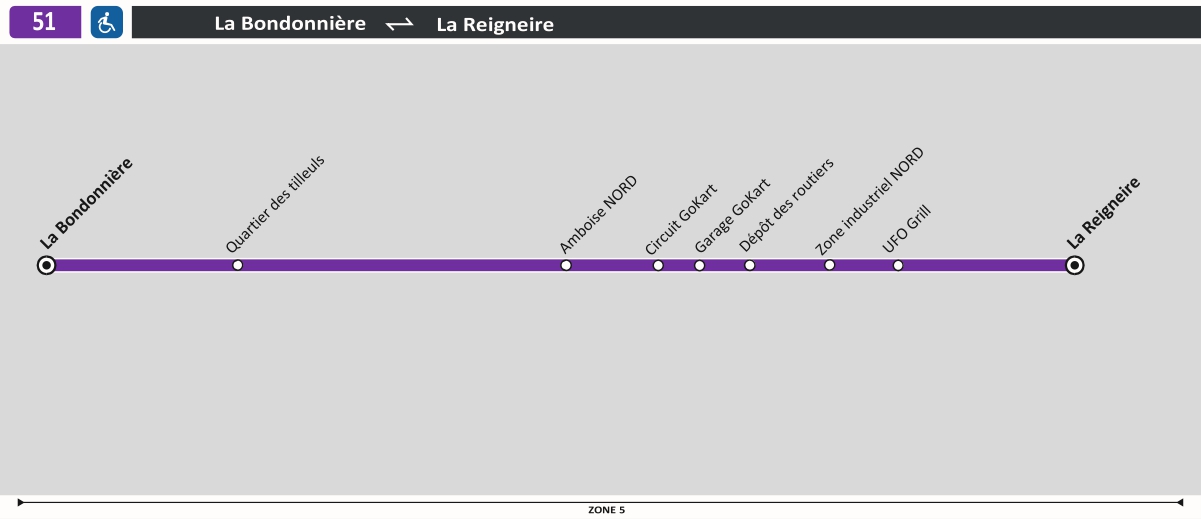 51
La Bondonnière ⇌ La Reigneire
La Bondonnière
Quartier des tilleuls
Amboise NORD
Circuit GoKart
Garage GoKart
Dépôt des routiers
Zone industriel NORD
UFO Grill
La Reigneire
ZONE 5